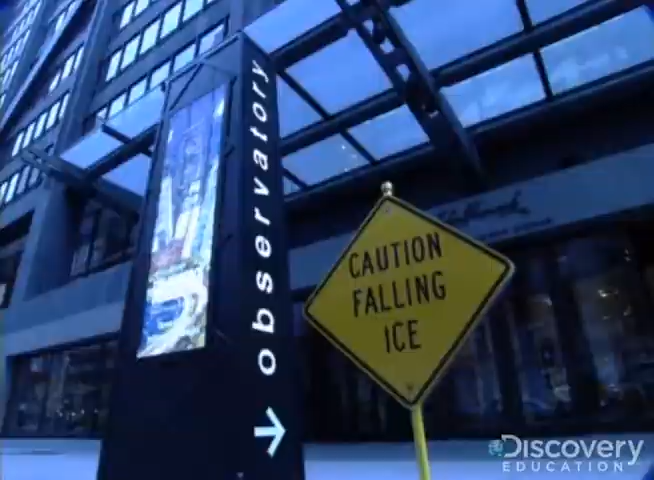 observatory
CAUTION
FALLING
ICE
Discovery
EDUCATION